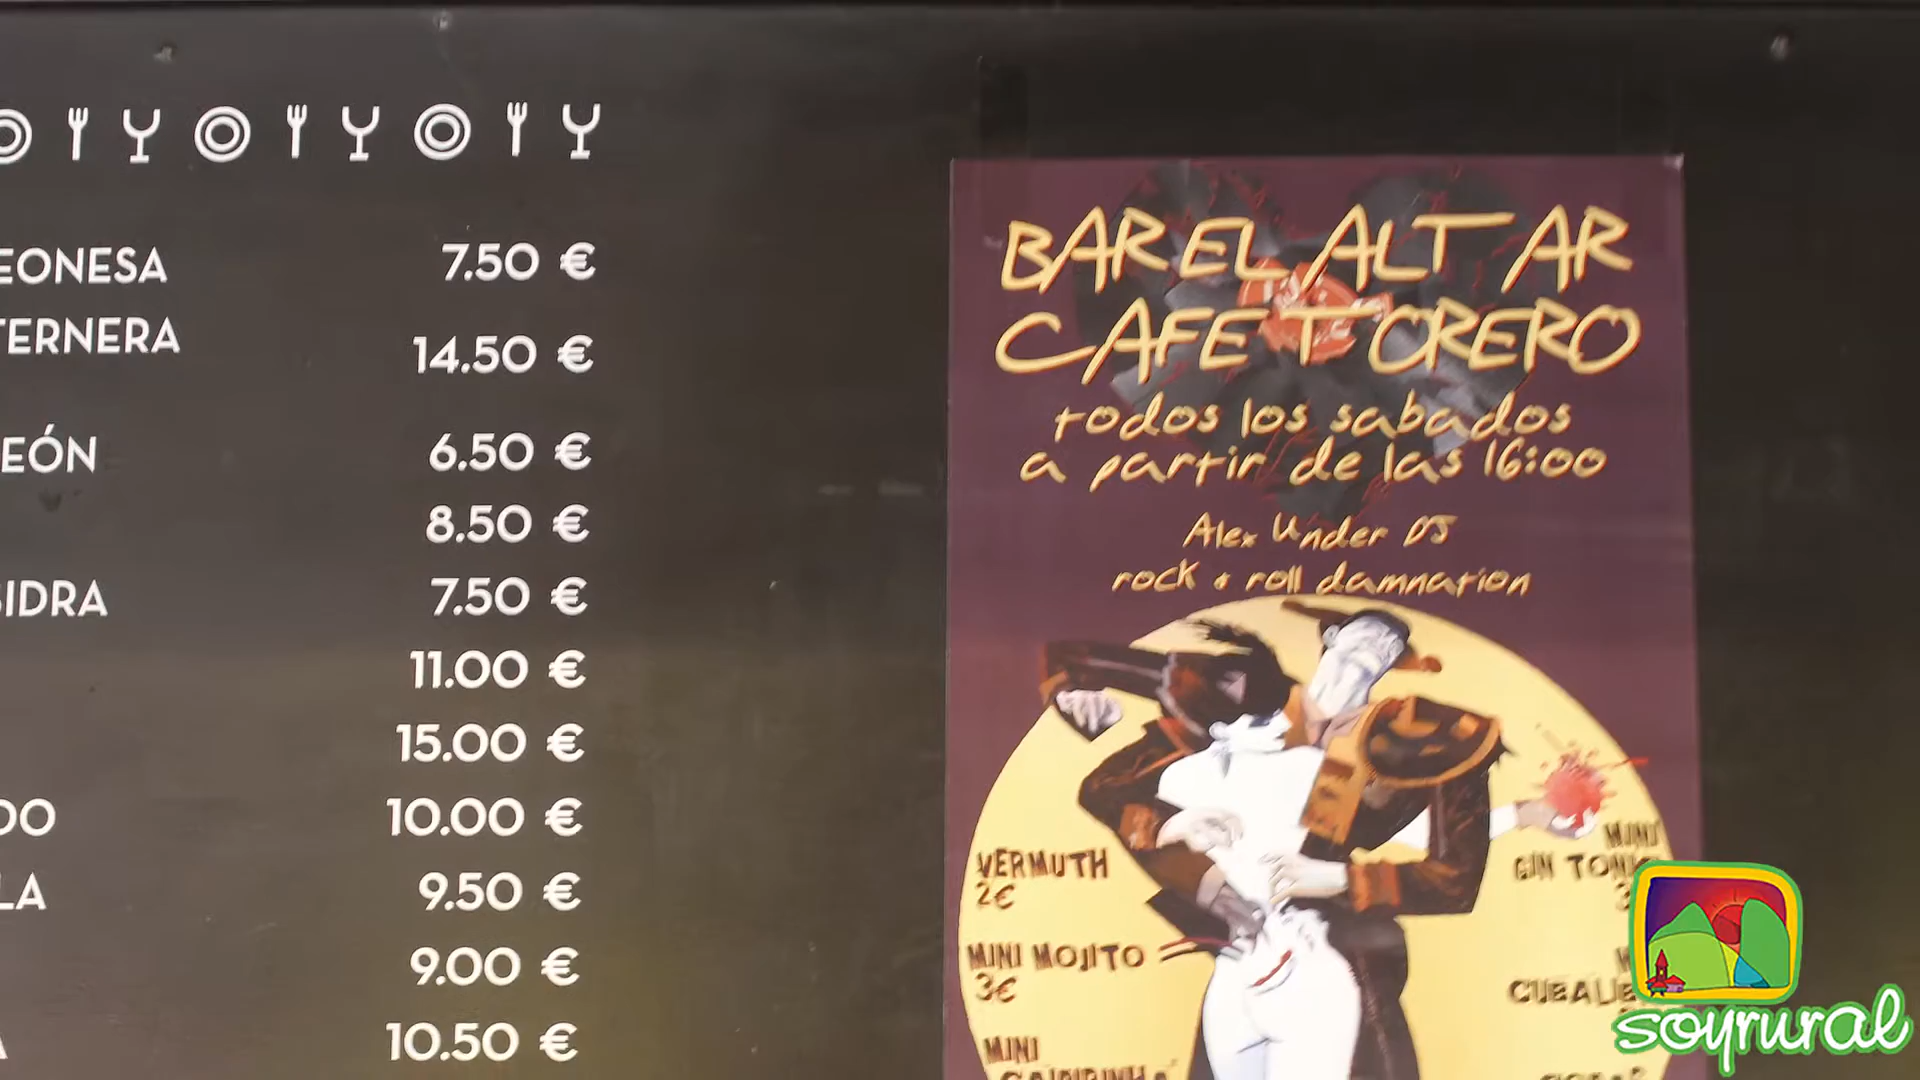 EONESA 7.50 €
TERNERA 14.50 €
EÓN 6.50 €
8.50 €
SIDRA 7.50 €
11.00 €
15.00 €
DO 10.00 €
LA 9.50 €
9.00 €
A 10.50 €
BAR EL ALTAR
CAFE TORERO
todos los sabados
a partir de las 16:00
Alex Under DJ
rock & roll damnation
VERMUTH
2€
MINI MOJITO
3€
MINI
MINI
GIN TONIC
soyrural